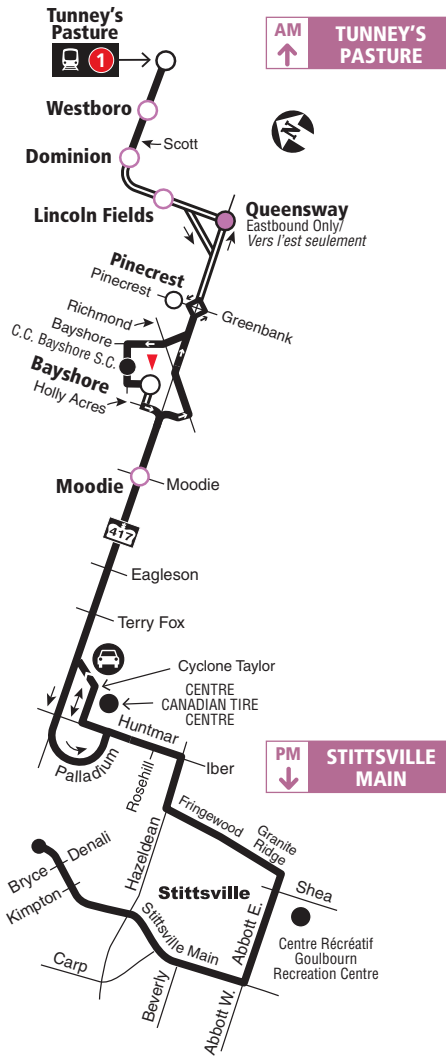 Tunney's
Pasture
1
AM
TUNNEY'S
PASTURE
Westboro
Scott
Dominion
N
Lincoln Fields
Queensway
Eastbound Only/
Vers l'est seulement
Pinecrest
Pinecrest
Greenbank
Richmond
Bayshore
C.C. Bayshore S.C.
Bayshore
Holly Acres
Moodie
Moodie
417
Eagleson
Terry Fox
Cyclone Taylor
CENTRE
CANADIAN TIRE
CENTRE
Huntmar
Palladium
Rosehill
Iber
PM
STITTSVILLE
MAIN
Hazeldean
Fringewood
Granite
Ridge
Bryce
Denali
Kimpton
Stittsville
Shea
Abbott E.
Stittsville Main
Centre Récréatif
Goulbourn
Recreation Centre
Carp
Beverly
Abbott W.